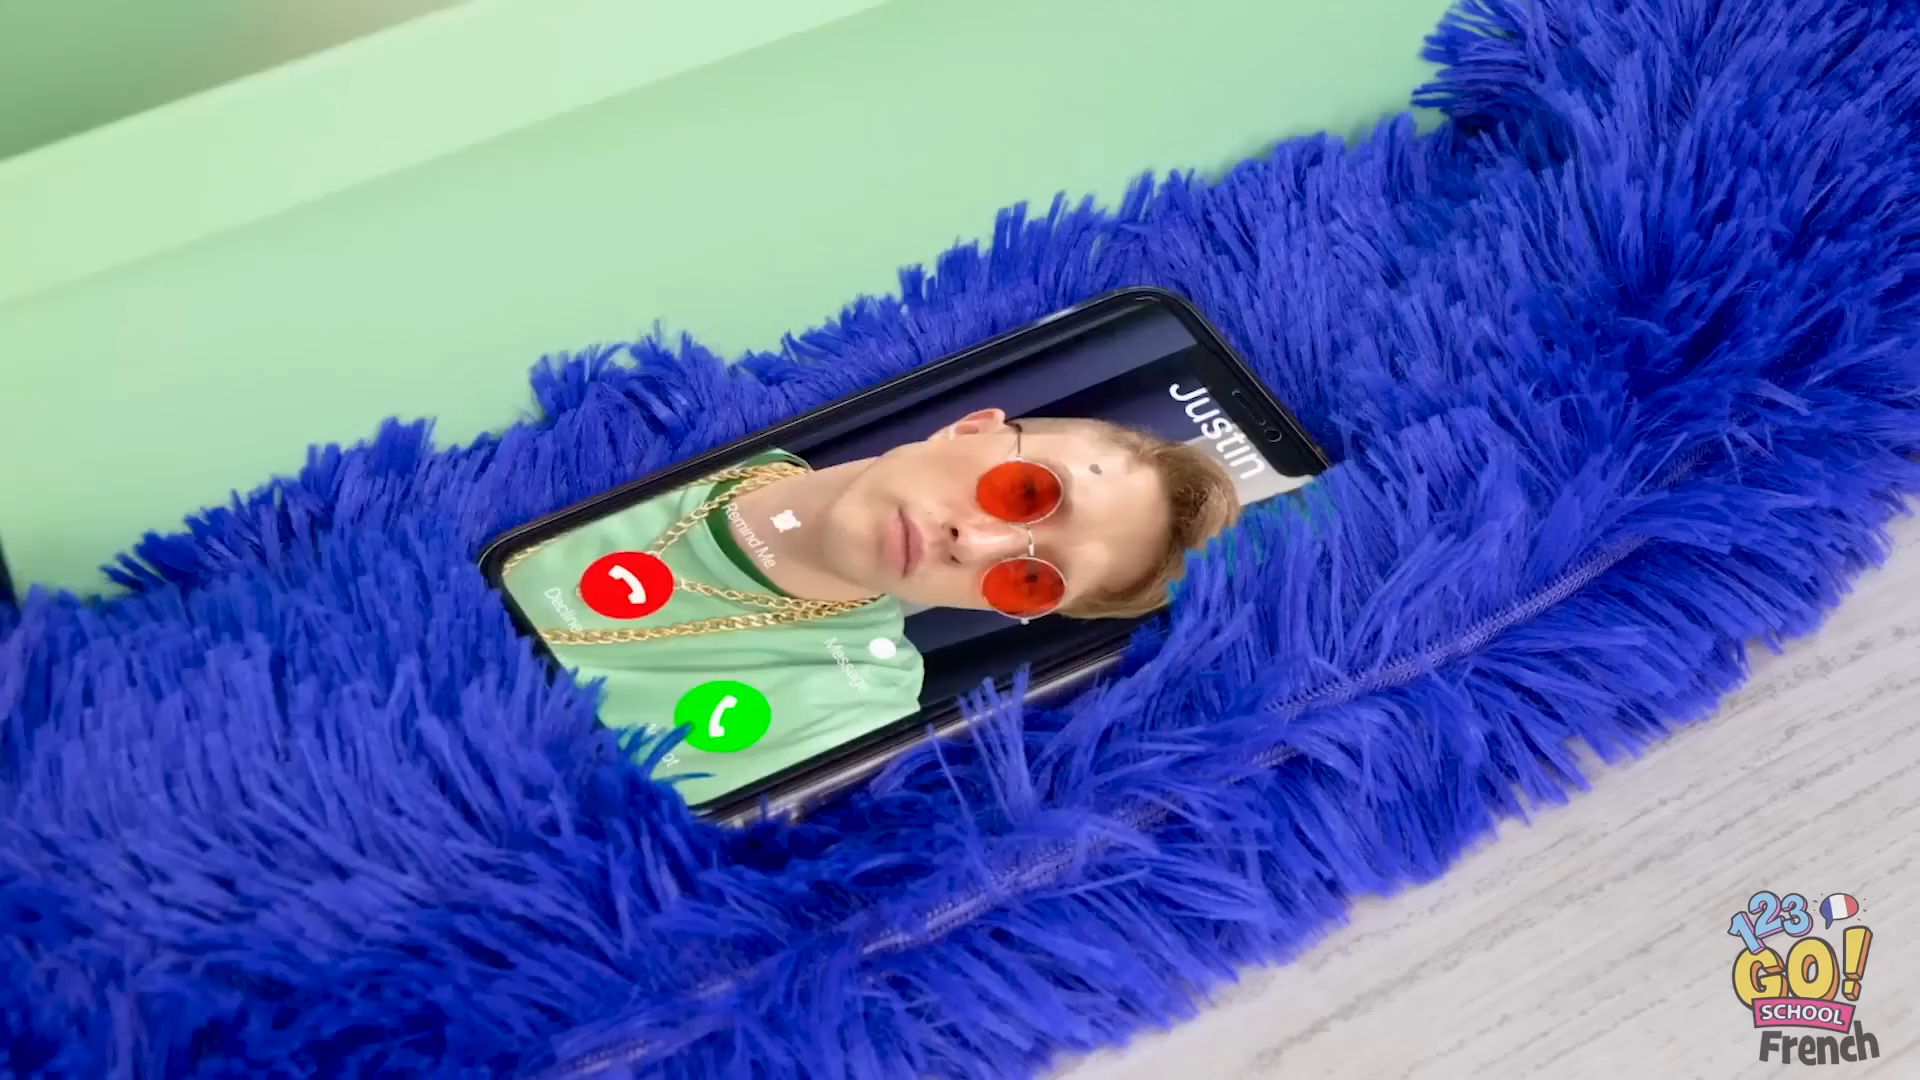 Justin
Remind Me
Message
Decline
123
GO!
SCHOOL
French